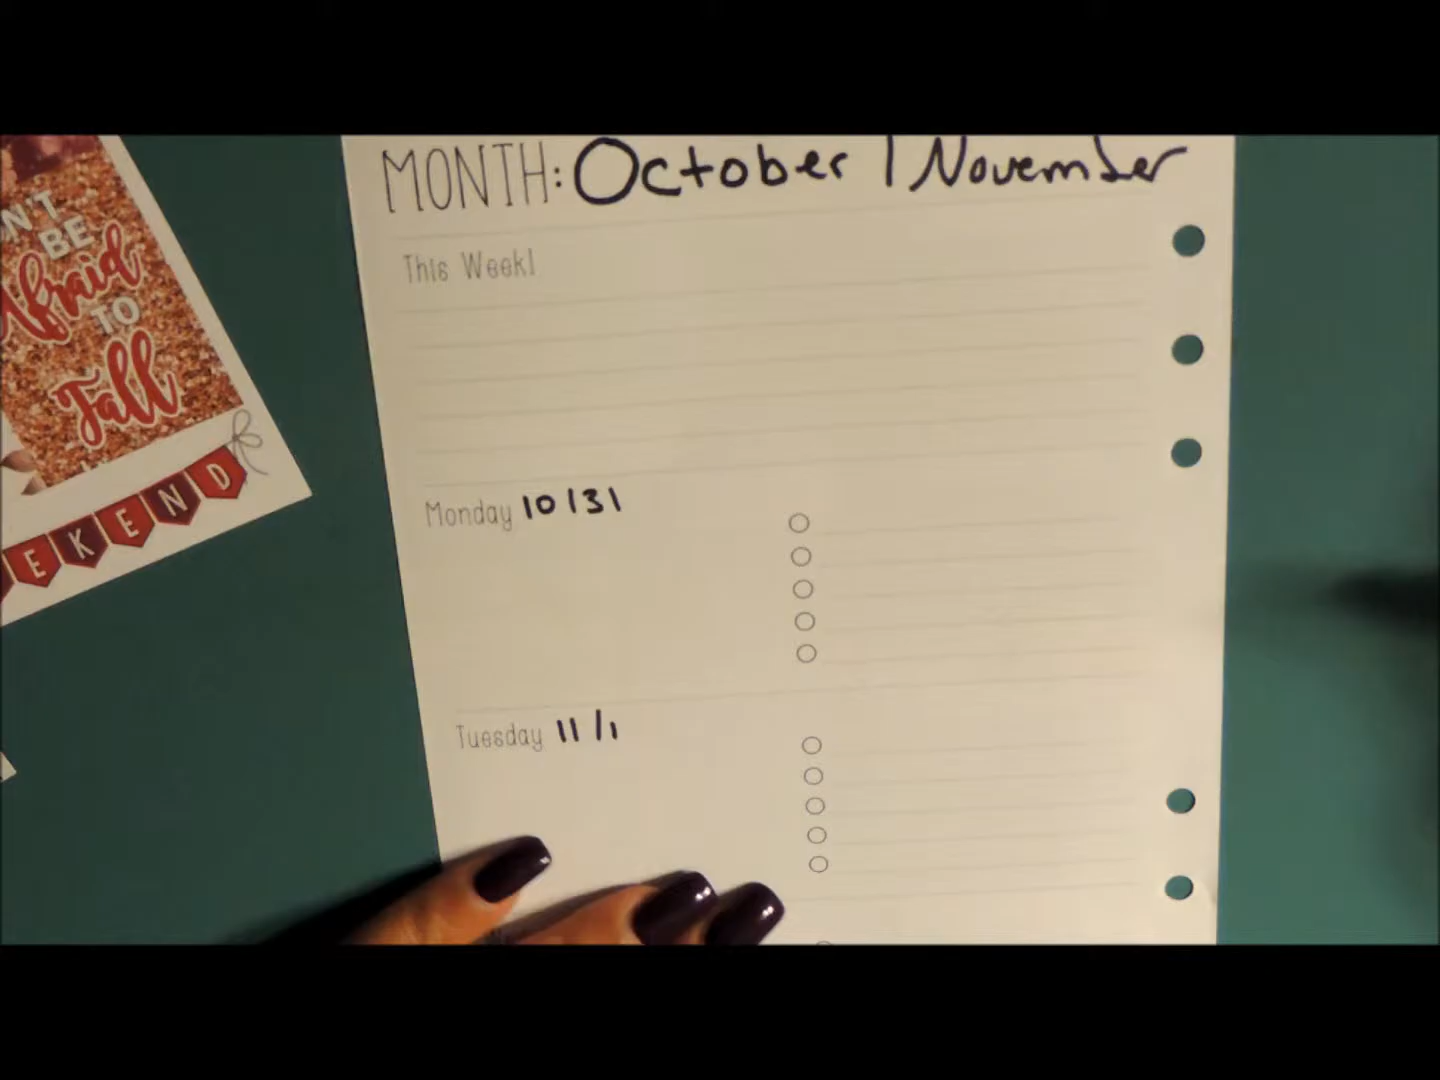 N'T
BE
Afraid
TO
Fall
EKEND
MONTH: October / November
This Week!
Monday 10/31
Tuesday 11/1